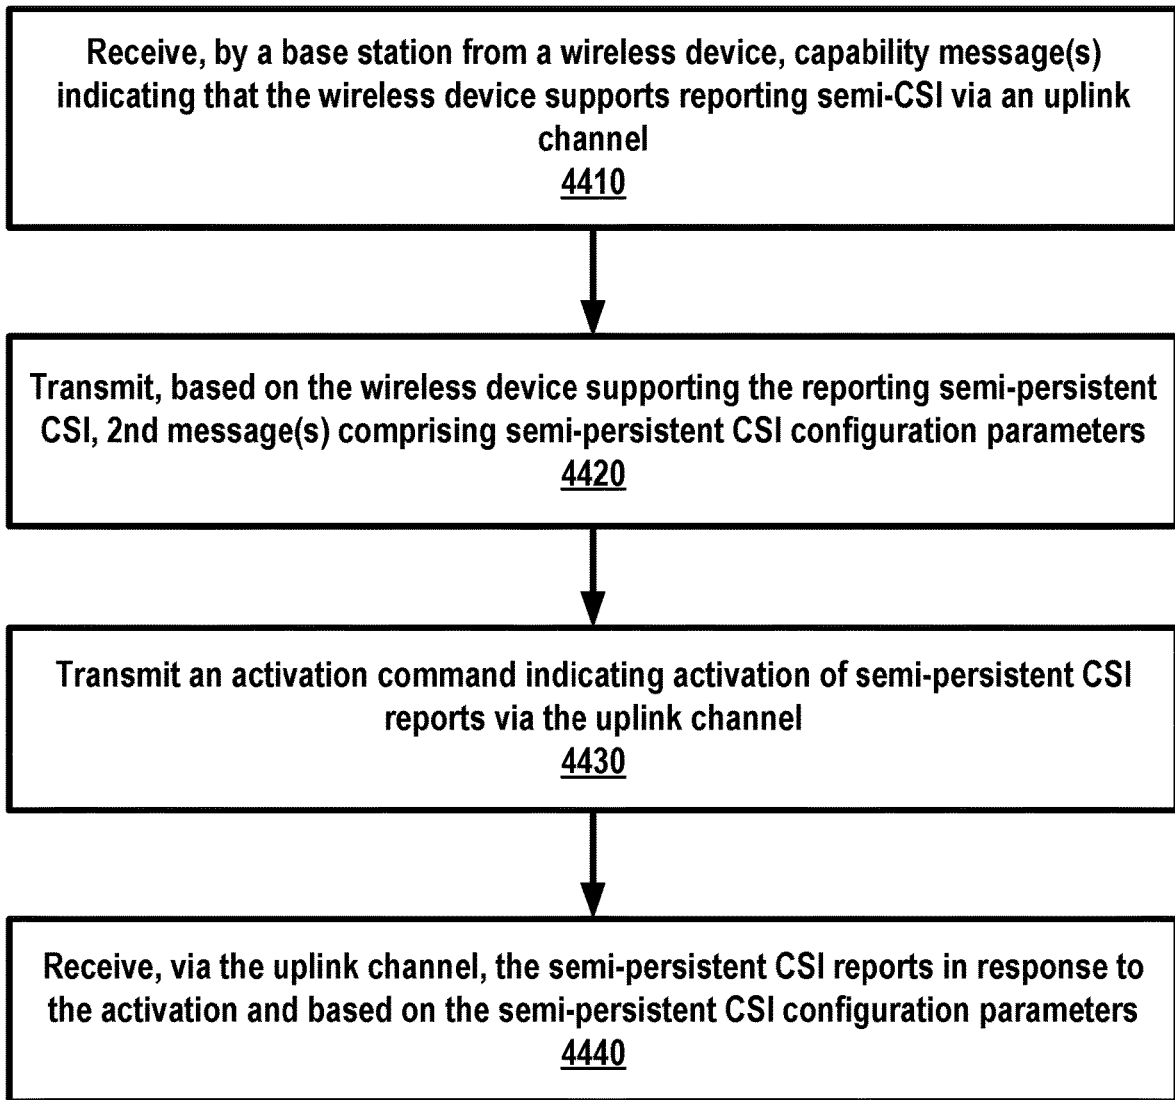 Receive, by a base station from a wireless device, capability message(s)
indicating that the wireless device supports reporting semi-CSI via an uplink
channel
4410
Transmit, based on the wireless device supporting the reporting semi-persistent
CSI, 2nd message(s) comprising semi-persistent CSI configuration parameters
4420
Transmit an activation command indicating activation of semi-persistent CSI
reports via the uplink channel
4430
Receive, via the uplink channel, the semi-persistent CSI reports in response to
the activation and based on the semi-persistent CSI configuration parameters
4440